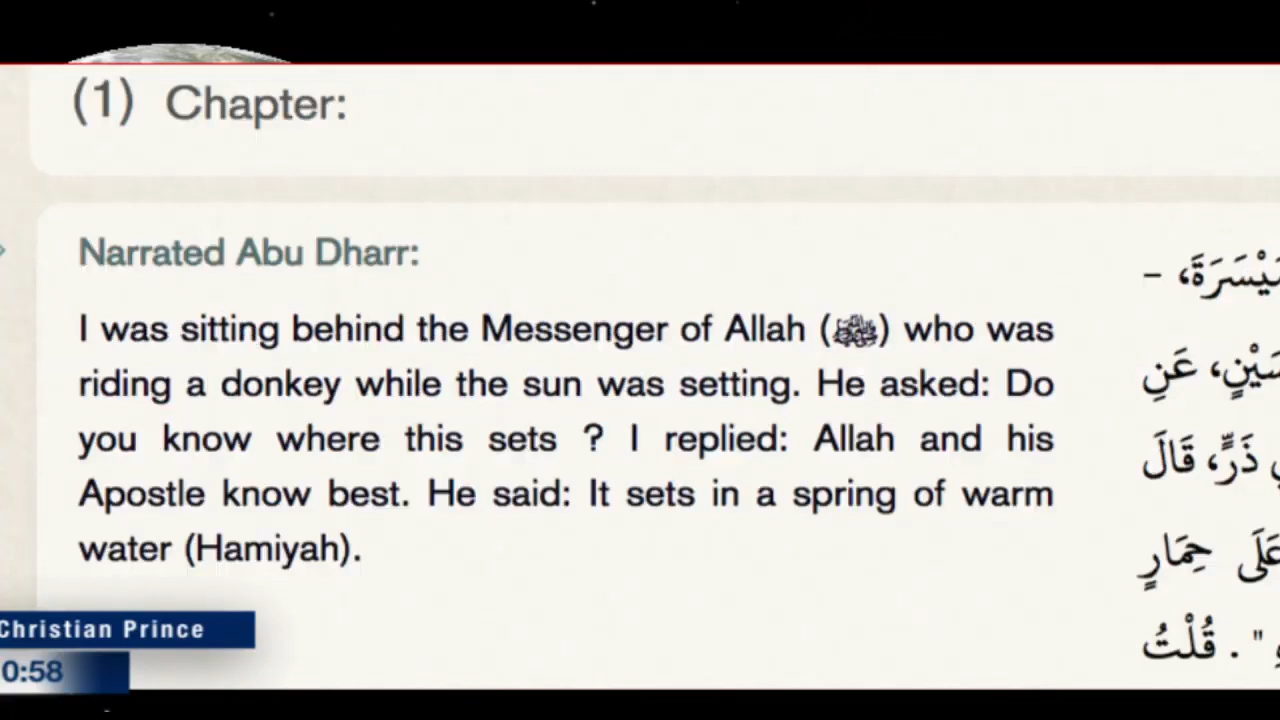 (1) Chapter:
Narrated Abu Dharr:
I was sitting behind the Messenger of Allah (ﷺ) who was
riding a donkey while the sun was setting. He asked: Do
you know where this sets ? I replied: Allah and his
Apostle know best. He said: It sets in a spring of warm
water (Hamiyah).
مَيْسَرَةَ، -
عَنِ
ذَرٍّ، قَالَ
عَلَى حِمَارٍ
" . قُلْتُ
Christian Prince
0:58